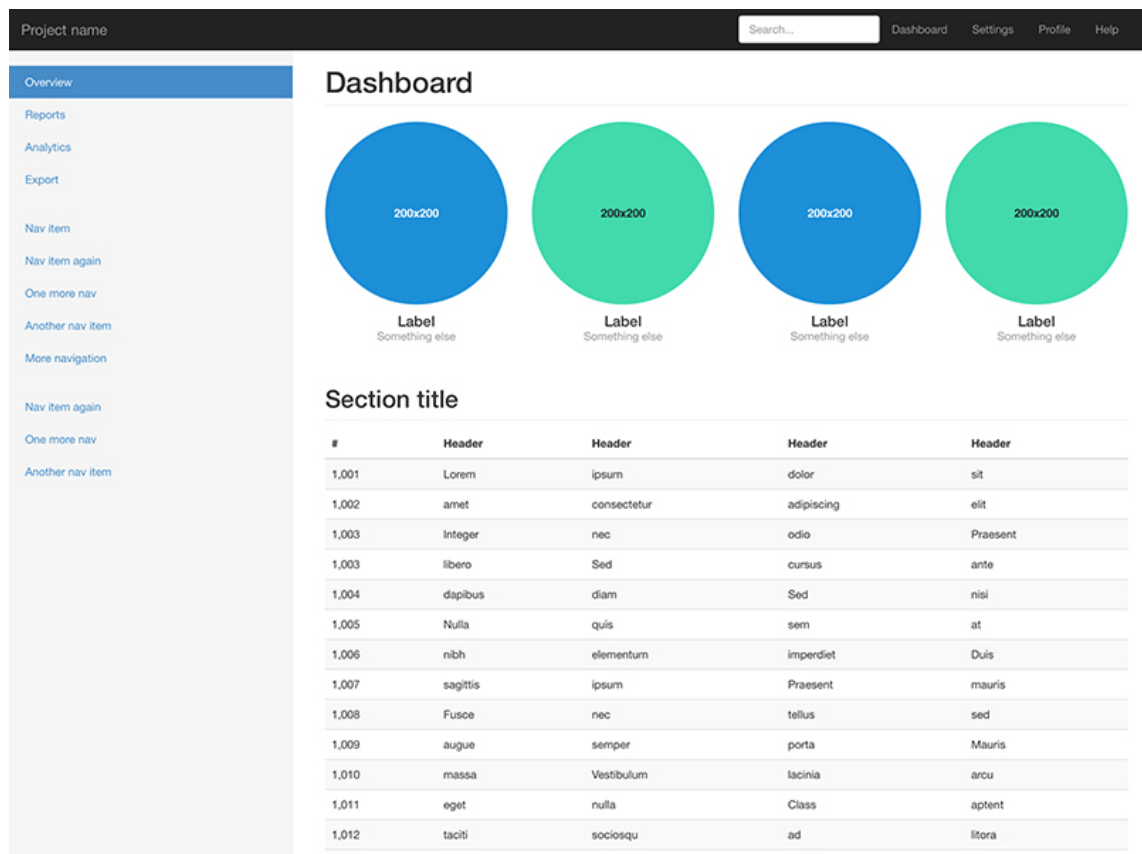 Project name Search... Dashboard Settings Profile Help
Overview
Reports
Analytics
Export
Nav item
Nav item again
One more nav
Another nav item
More navigation
Nav item again
One more nav
Another nav item
Dashboard
200x200 200x200 200x200 200x200
Label Label Label Label
Something else Something else Something else Something else
Section title
# Header Header Header Header
1,001 Lorem ipsum dolor sit
1,002 amet consectetur adipiscing elit
1,003 Integer nec odio Praesent
1,003 libero Sed cursus ante
1,004 dapibus diam Sed nisi
1,005 Nulla quis sem at
1,006 nibh elementum imperdiet Duis
1,007 sagittis ipsum Praesent mauris
1,008 Fusce nec tellus sed
1,009 augue semper porta Mauris
1,010 massa Vestibulum lacinia arcu
1,011 eget nulla Class aptent
1,012 taciti sociosqu ad litora